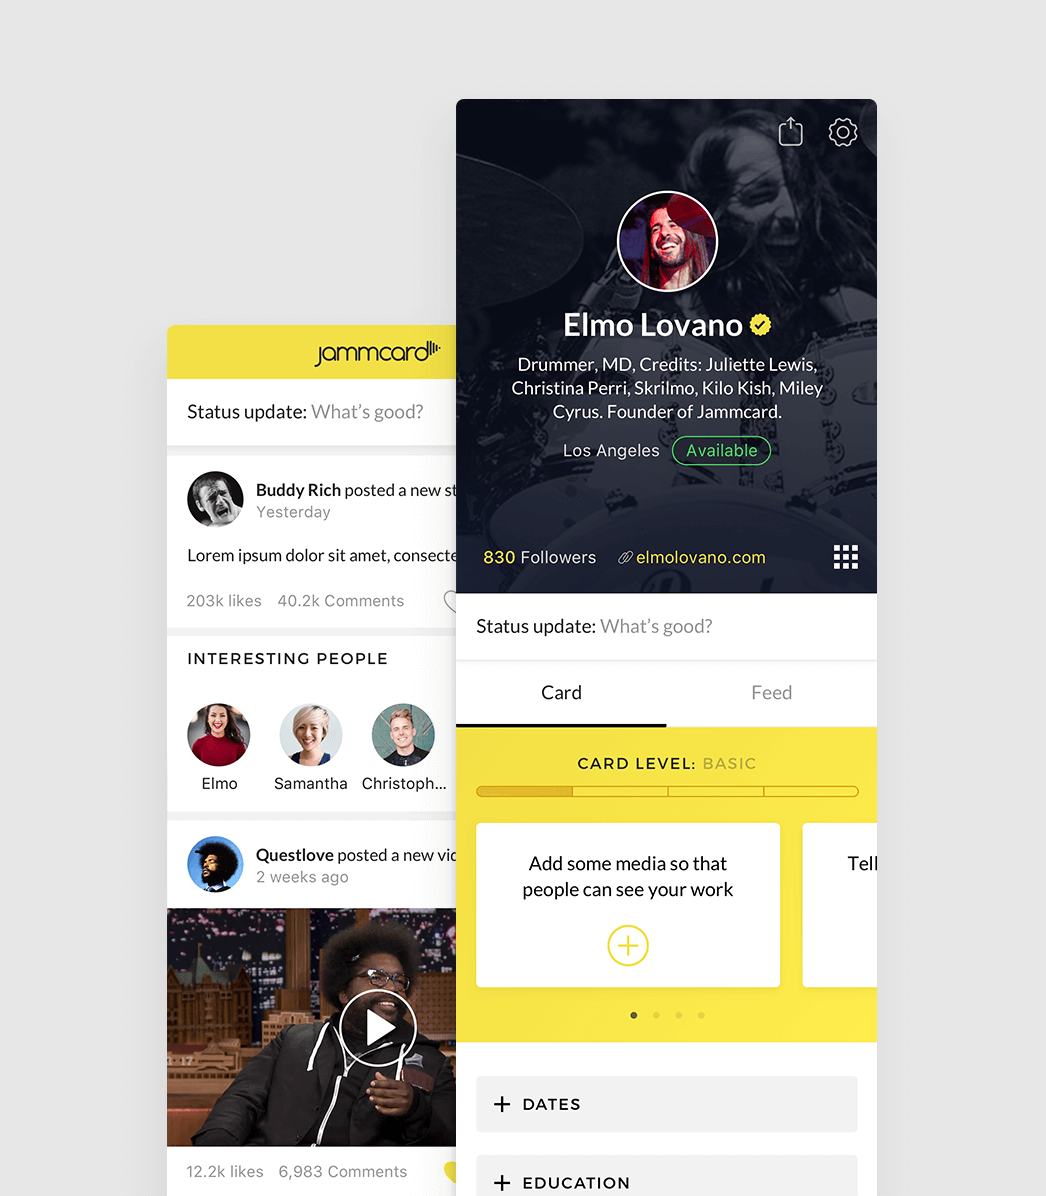 jammcard
Status update: What's good?
Buddy Rich posted a new st
Yesterday
Lorem ipsum dolor sit amet, consecte
203k likes 40.2k Comments
INTERESTING PEOPLE
Elmo Samantha Christoph...
Questlove posted a new vid
2 weeks ago
12.2k likes 6,983 Comments
Elmo Lovano
Drummer, MD, Credits: Juliette Lewis,
Christina Perri, Skrilmo, Kilo Kish, Miley
Cyrus. Founder of Jammcard.
Los Angeles Available
830 Followers elmolovano.com
Status update: What's good?
Card Feed
CARD LEVEL: BASIC
Add some media so that
people can see your work
Tell
+ DATES
+ EDUCATION